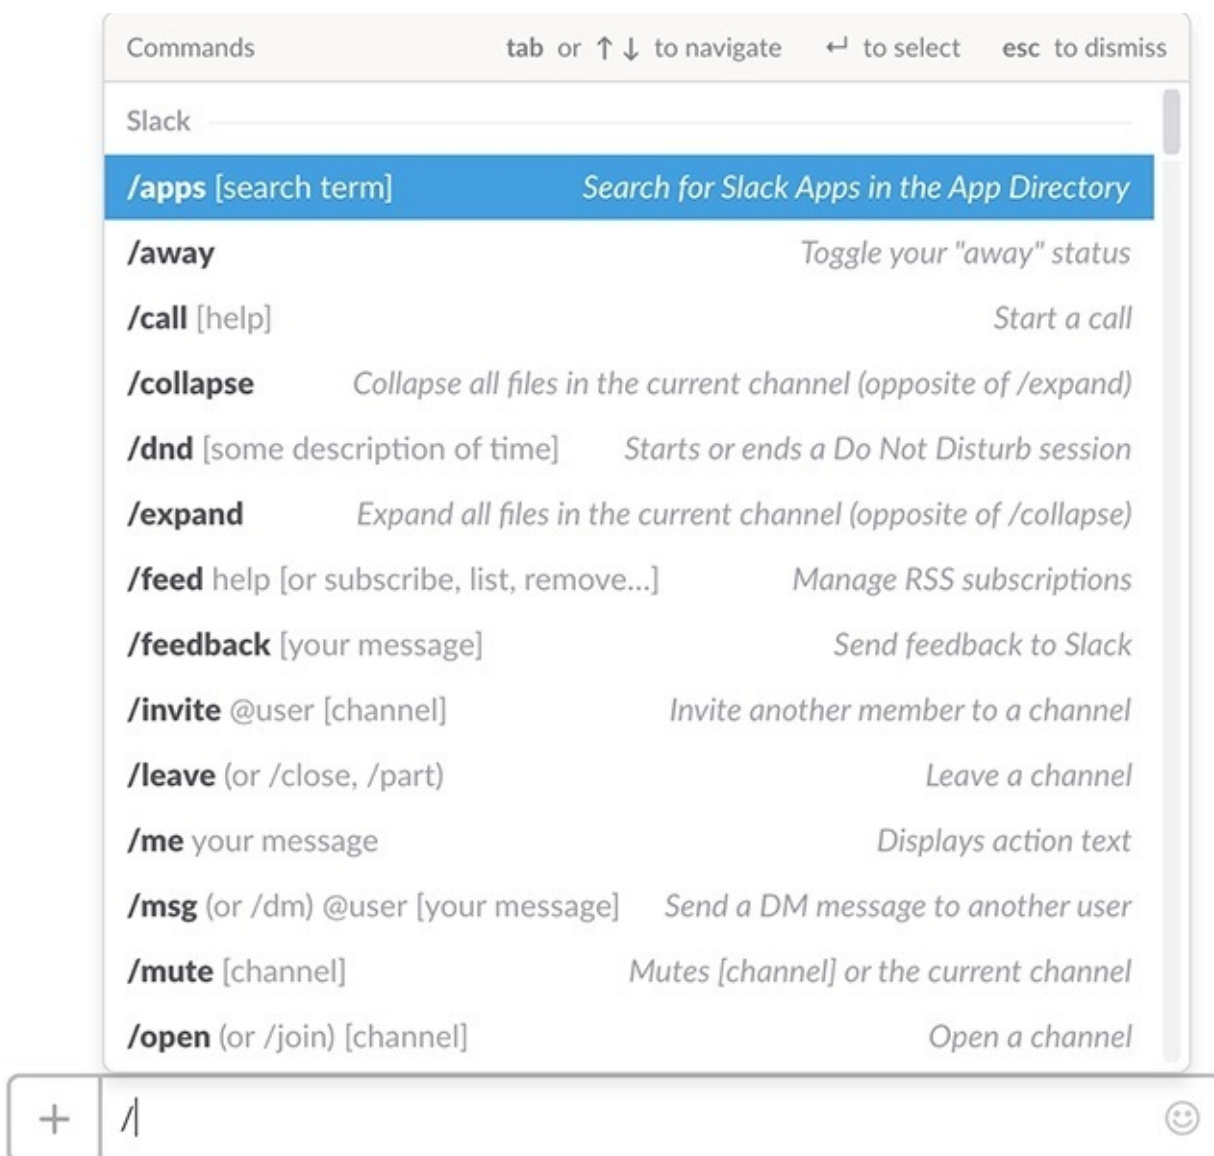 Commands tab or ↑ ↓ to navigate ↵ to select esc to dismiss
Slack
/apps [search term] Search for Slack Apps in the App Directory
/away Toggle your "away" status
/call [help] Start a call
/collapse Collapse all files in the current channel (opposite of /expand)
/dnd [some description of time] Starts or ends a Do Not Disturb session
/expand Expand all files in the current channel (opposite of /collapse)
/feed help [or subscribe, list, remove...] Manage RSS subscriptions
/feedback [your message] Send feedback to Slack
/invite @user [channel] Invite another member to a channel
/leave (or /close, /part) Leave a channel
/me your message Displays action text
/msg (or /dm) @user [your message] Send a DM message to another user
/mute [channel] Mutes [channel] or the current channel
/open (or /join) [channel] Open a channel
/